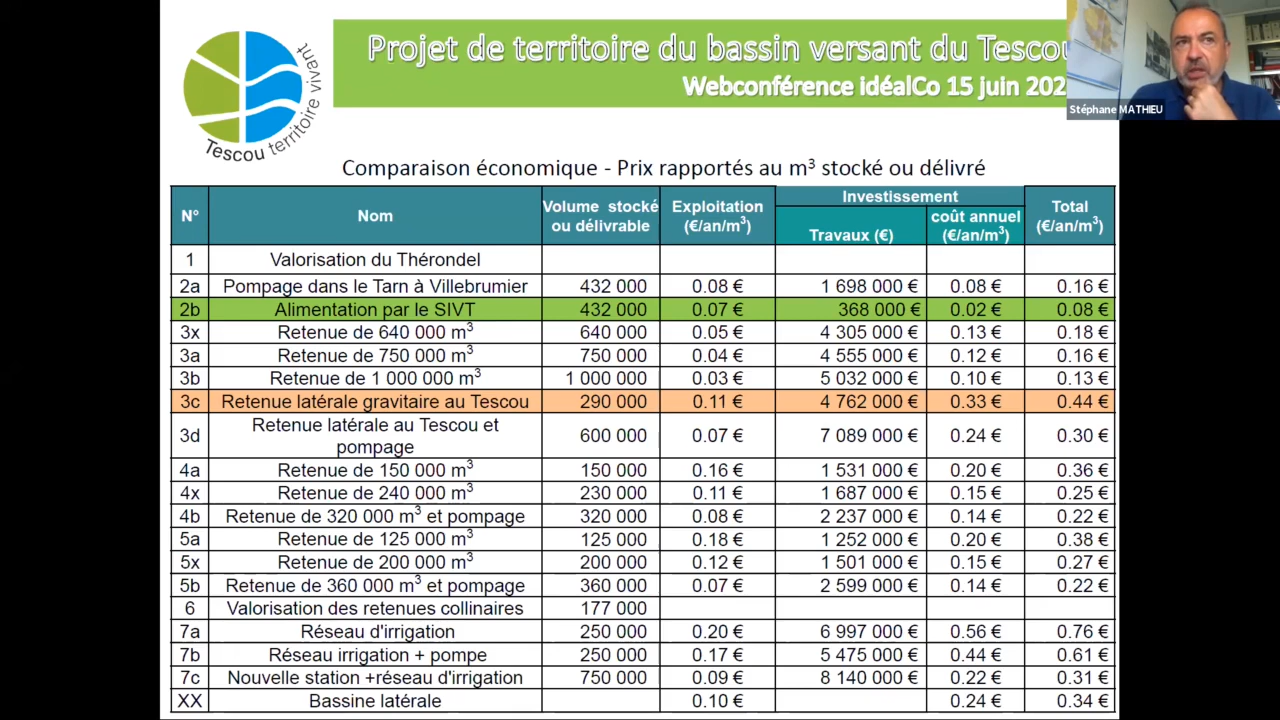 Projet de territoire du bassin versant du Tescou
Webconférence idéalCo 15 juin 202
Stéphane MATHIEU
Tescou territoire vivant
Comparaison économique - Prix rapportés au m³ stocké ou délivré
N° Nom Volume stocké ou délivrable Exploitation (€/an/m³) Investissement Travaux (€) coût annuel (€/an/m³) Total (€/an/m³)
1 Valorisation du Thérondel
2a Pompage dans le Tarn à Villebrumier 432 000 0.08 € 1 698 000 € 0.08 € 0.16 €
2b Alimentation par le SIVT 432 000 0.07 € 368 000 € 0.02 € 0.08 €
3x Retenue de 640 000 m³ 640 000 0.05 € 4 305 000 € 0.13 € 0.18 €
3a Retenue de 750 000 m³ 750 000 0.04 € 4 555 000 € 0.12 € 0.16 €
3b Retenue de 1 000 000 m³ 1 000 000 0.03 € 5 032 000 € 0.10 € 0.13 €
3c Retenue latérale gravitaire au Tescou 290 000 0.11 € 4 762 000 € 0.33 € 0.44 €
3d Retenue latérale au Tescou et pompage 600 000 0.07 € 7 089 000 € 0.24 € 0.30 €
4a Retenue de 150 000 m³ 150 000 0.16 € 1 531 000 € 0.20 € 0.36 €
4x Retenue de 240 000 m³ 230 000 0.11 € 1 687 000 € 0.15 € 0.25 €
4b Retenue de 320 000 m³ et pompage 320 000 0.08 € 2 237 000 € 0.14 € 0.22 €
5a Retenue de 125 000 m³ 125 000 0.18 € 1 252 000 € 0.20 € 0.38 €
5x Retenue de 200 000 m³ 200 000 0.12 € 1 501 000 € 0.15 € 0.27 €
5b Retenue de 360 000 m³ et pompage 360 000 0.07 € 2 599 000 € 0.14 € 0.22 €
6 Valorisation des retenues collinaires 177 000
7a Réseau d'irrigation 250 000 0.20 € 6 997 000 € 0.56 € 0.76 €
7b Réseau irrigation + pompe 250 000 0.17 € 5 475 000 € 0.44 € 0.61 €
7c Nouvelle station +réseau d'irrigation 750 000 0.09 € 8 140 000 € 0.22 € 0.31 €
XX Bassine latérale 0.10 € 0.24 € 0.34 €